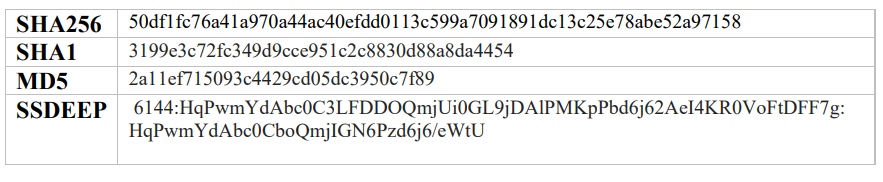 SHA256 50df1fc76a41a970a44ac40efdd0113c599a7091891dc13c25e78abe52a97158
SHA1 3199e3c72fc349d9cce951c2c8830d88a8da4454
MD5 2a11ef715093c4429cd05dc3950c7f89
SSDEEP 6144:HqPwmYdAbc0C3LFDDOQmjUi0GL9jDAlPMKpPbd6j62AeI4KR0VoFtDFF7g:
HqPwmYdAbc0CboQmjIGN6Pzd6j6/eWtU